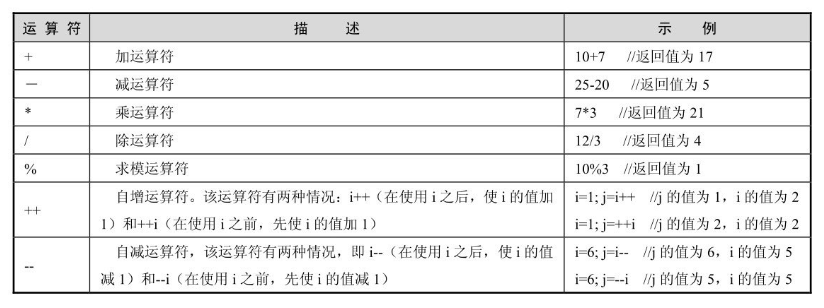 运 算 符 描 述 示 例
+ 加运算符 10+7 //返回值为 17
－ 减运算符 25-20 //返回值为 5
* 乘运算符 7*3 //返回值为 21
/ 除运算符 12/3 //返回值为 4
% 求模运算符 10%3 //返回值为 1
++ 自增运算符。该运算符有两种情况：i++（在使用 i 之后，使 i 的值加
1）和++i（在使用 i 之前，先使 i 的值加 1）
i=1; j=i++ //j 的值为 1，i 的值为 2
i=1; j=++i //j 的值为 2，i 的值为 2
-- 自减运算符，该运算符有两种情况，即 i--（在使用 i 之后，使 i 的值
减 1）和--i（在使用 i 之前，先使 i 的值减 1）
i=6; j=i-- //j 的值为 6，i 的值为 5
i=6; j=--i //j 的值为 5，i 的值为 5